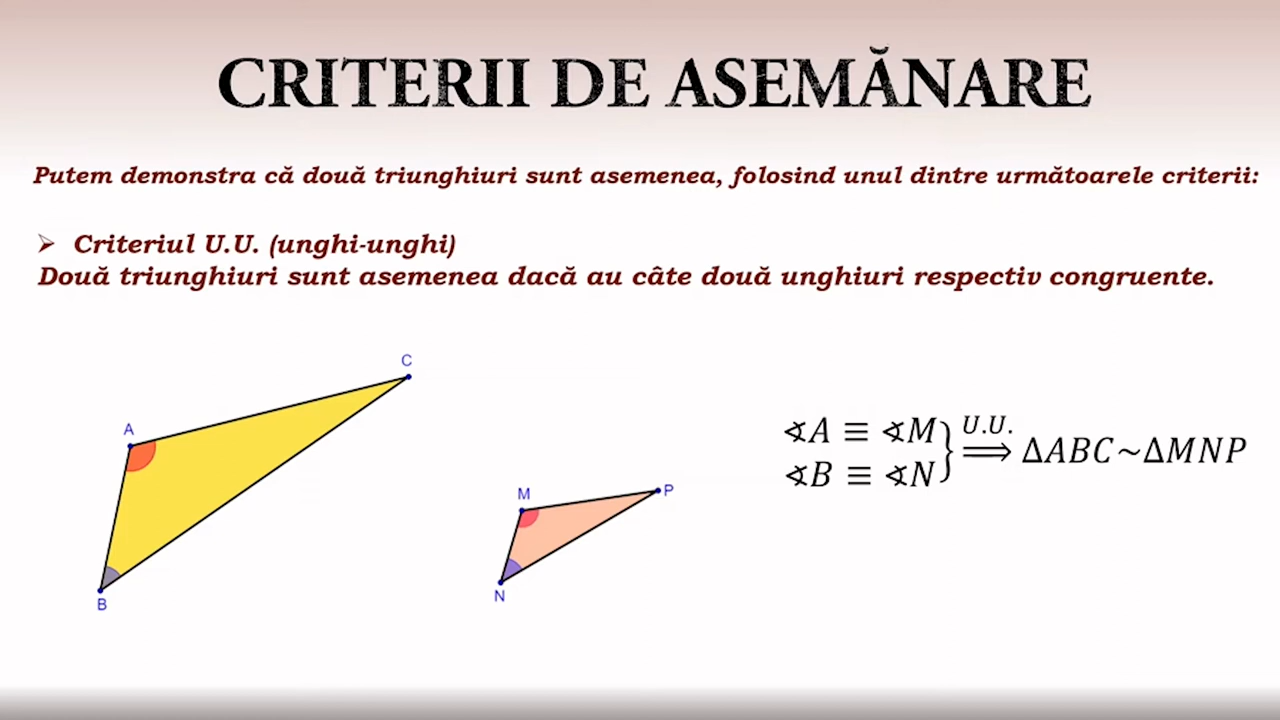 CRITERII DE ASEMĂNARE
Putem demonstra că două triunghiuri sunt asemenea, folosind unul dintre următoarele criterii:
➢ Criteriul U.U. (unghi-unghi)
Două triunghiuri sunt asemenea dacă au câte două unghiuri respectiv congruente.
C
A
B
M
P
N
∢A ≡ ∢M
∢B ≡ ∢N
} U.U. ⟹ ΔABC~ΔMNP